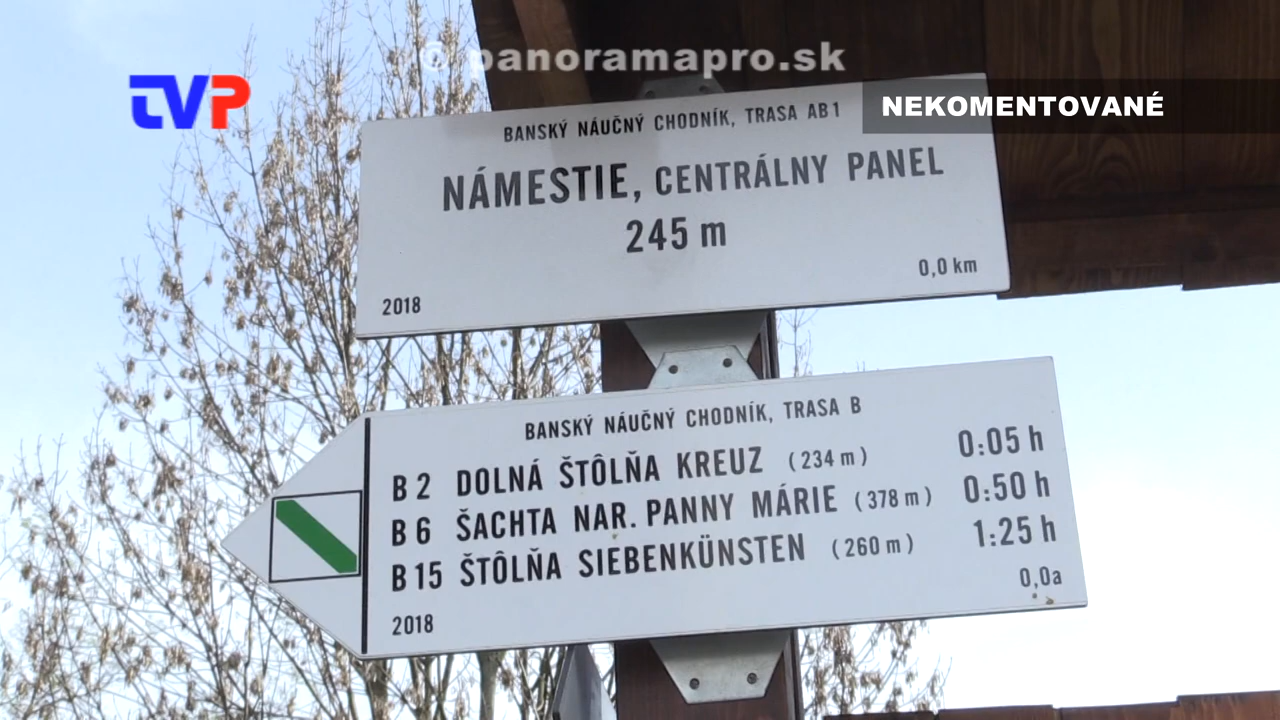 © panoramapro.sk
TVP
NEKOMENTOVANÉ
BANSKÝ NÁUČNÝ CHODNÍK, TRASA AB1
NÁMESTIE, CENTRÁLNY PANEL
245 m
0,0 km
2018
BANSKÝ NÁUČNÝ CHODNÍK, TRASA B
B 2 DOLNÁ ŠTÔLŇA KREUZ (234 m) 0:05 h
B 6 ŠACHTA NAR. PANNY MÁRIE (378 m) 0:50 h
B 15 ŠTÔLŇA SIEBENKÜNSTEN (260 m) 1:25 h
0,0a
2018